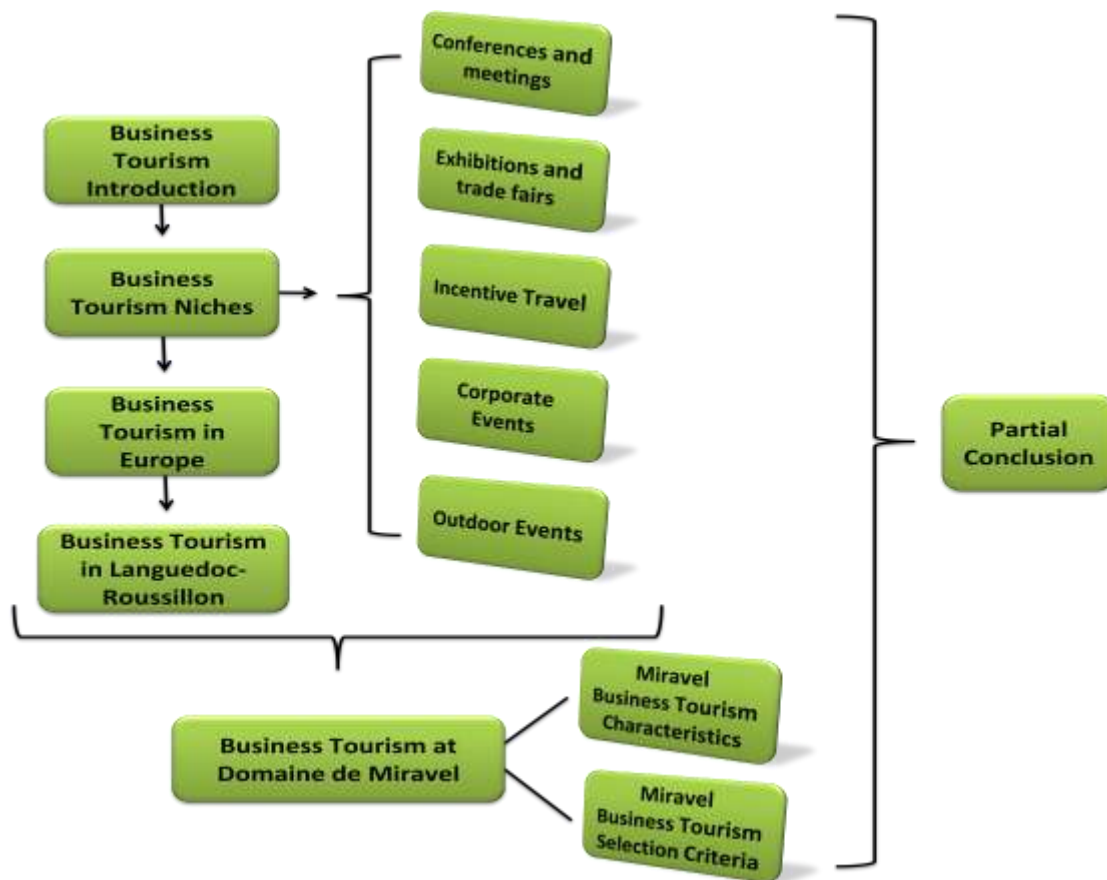 Business
Tourism
Introduction
Business
Tourism Niches
Business
Tourism in
Europe
Business Tourism
in Languedoc-
Roussillon
Conferences and
meetings
Exhibitions and
trade fairs
Incentive Travel
Corporate
Events
Outdoor Events
Business Tourism at
Domaine de Miravel
Miravel
Business Tourism
Characteristics
Miravel
Business Tourism
Selection Criteria
Partial
Conclusion